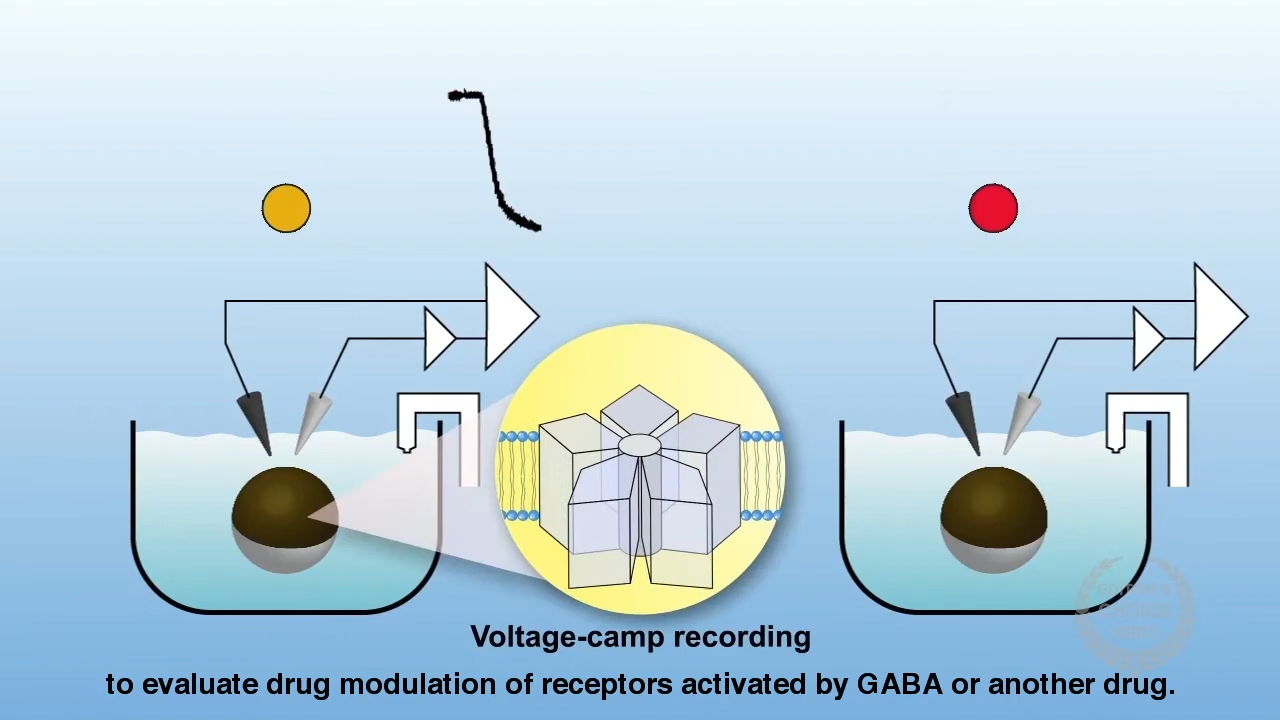 Voltage-camp recording
to evaluate drug modulation of receptors activated by GABA or another drug.